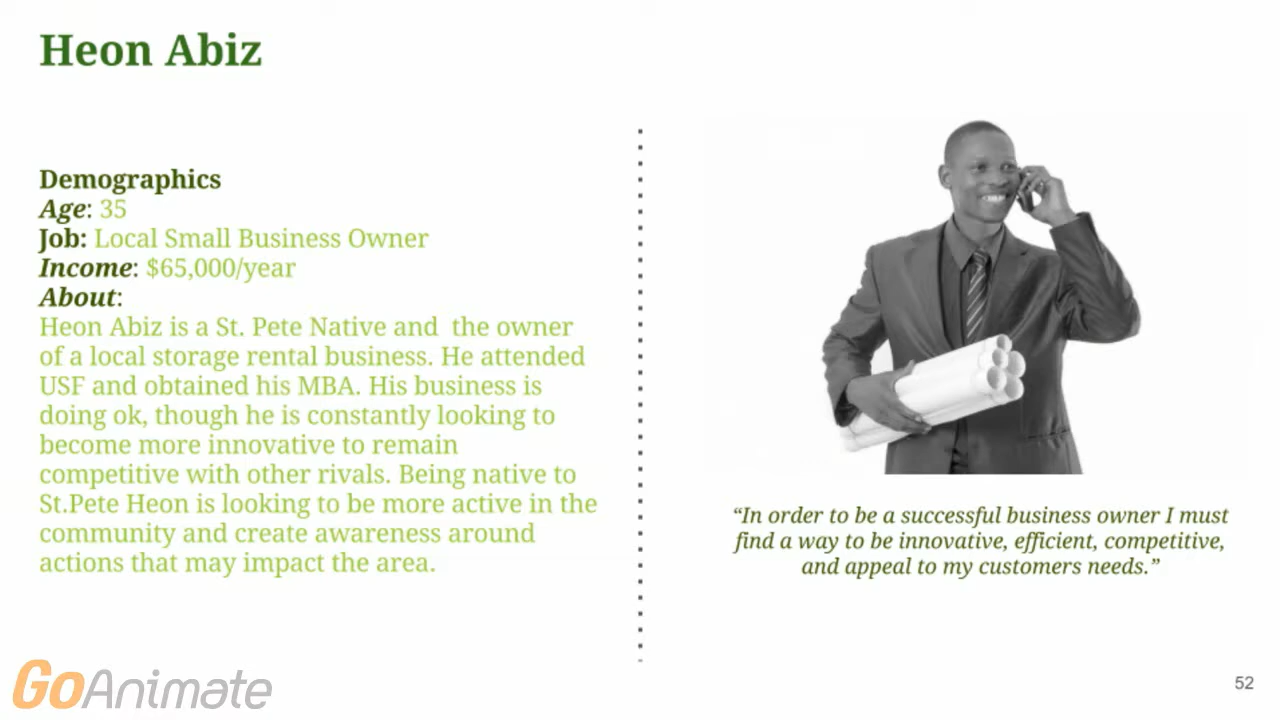 Heon Abiz
Demographics
Age: 35
Job: Local Small Business Owner
Income: $65,000/year
About:
Heon Abiz is a St. Pete Native and  the owner
of a local storage rental business. He attended
USF and obtained his MBA. His business is
doing ok, though he is constantly looking to
become more innovative to remain
competitive with other rivals. Being native to
St.Pete Heon is looking to be more active in the
community and create awareness around
actions that may impact the area.
“In order to be a successful business owner I must
find a way to be innovative, efficient, competitive,
and appeal to my customers needs.”
GoAnimate
52